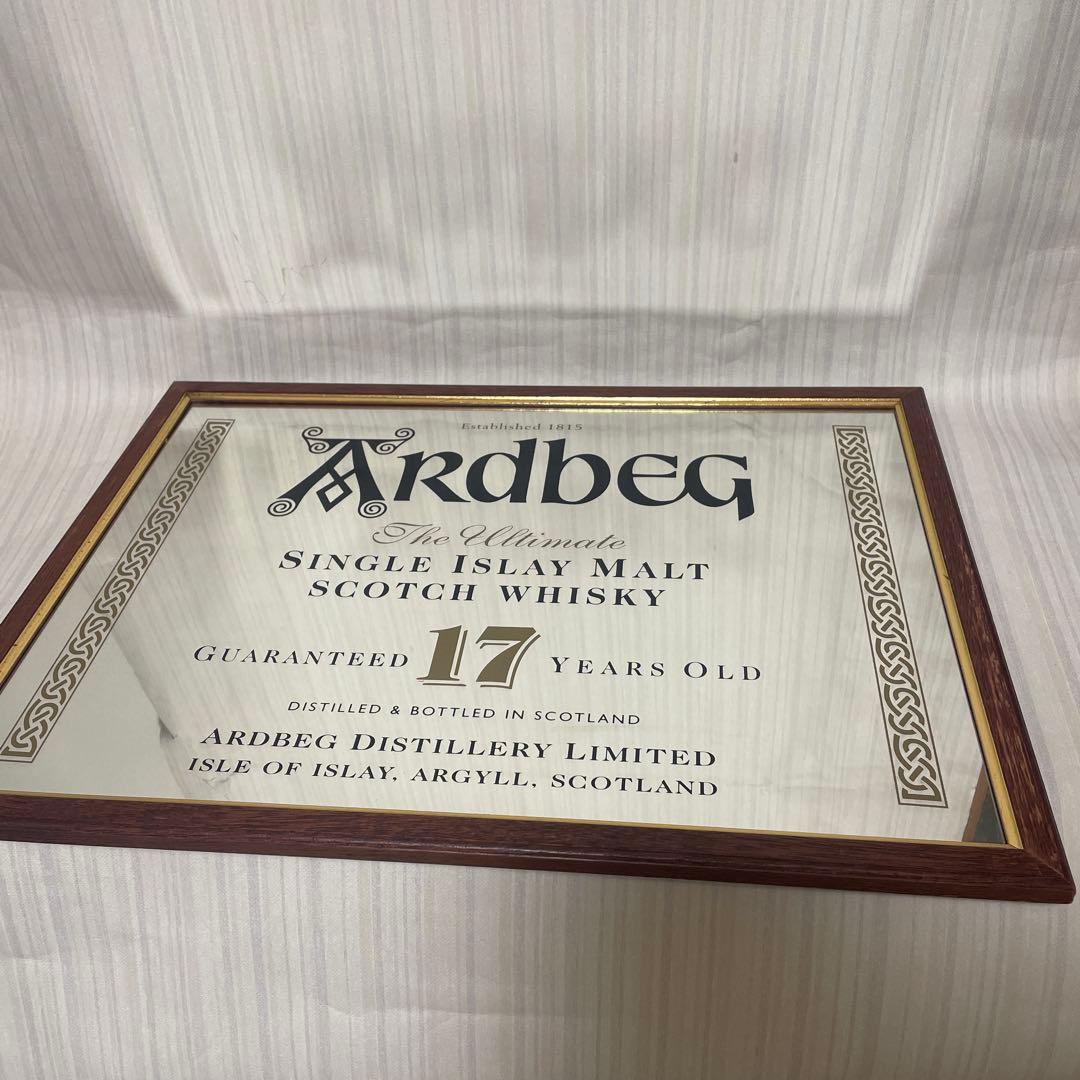 Established 1815
ARDBEG
The Ultimate
SINGLE ISLAY MALT
SCOTCH WHISKY
GUARANTEED 17 YEARS OLD
DISTILLED & BOTTLED IN SCOTLAND
ARDBEG DISTILLERY LIMITED
ISLE OF ISLAY, ARGYLL, SCOTLAND